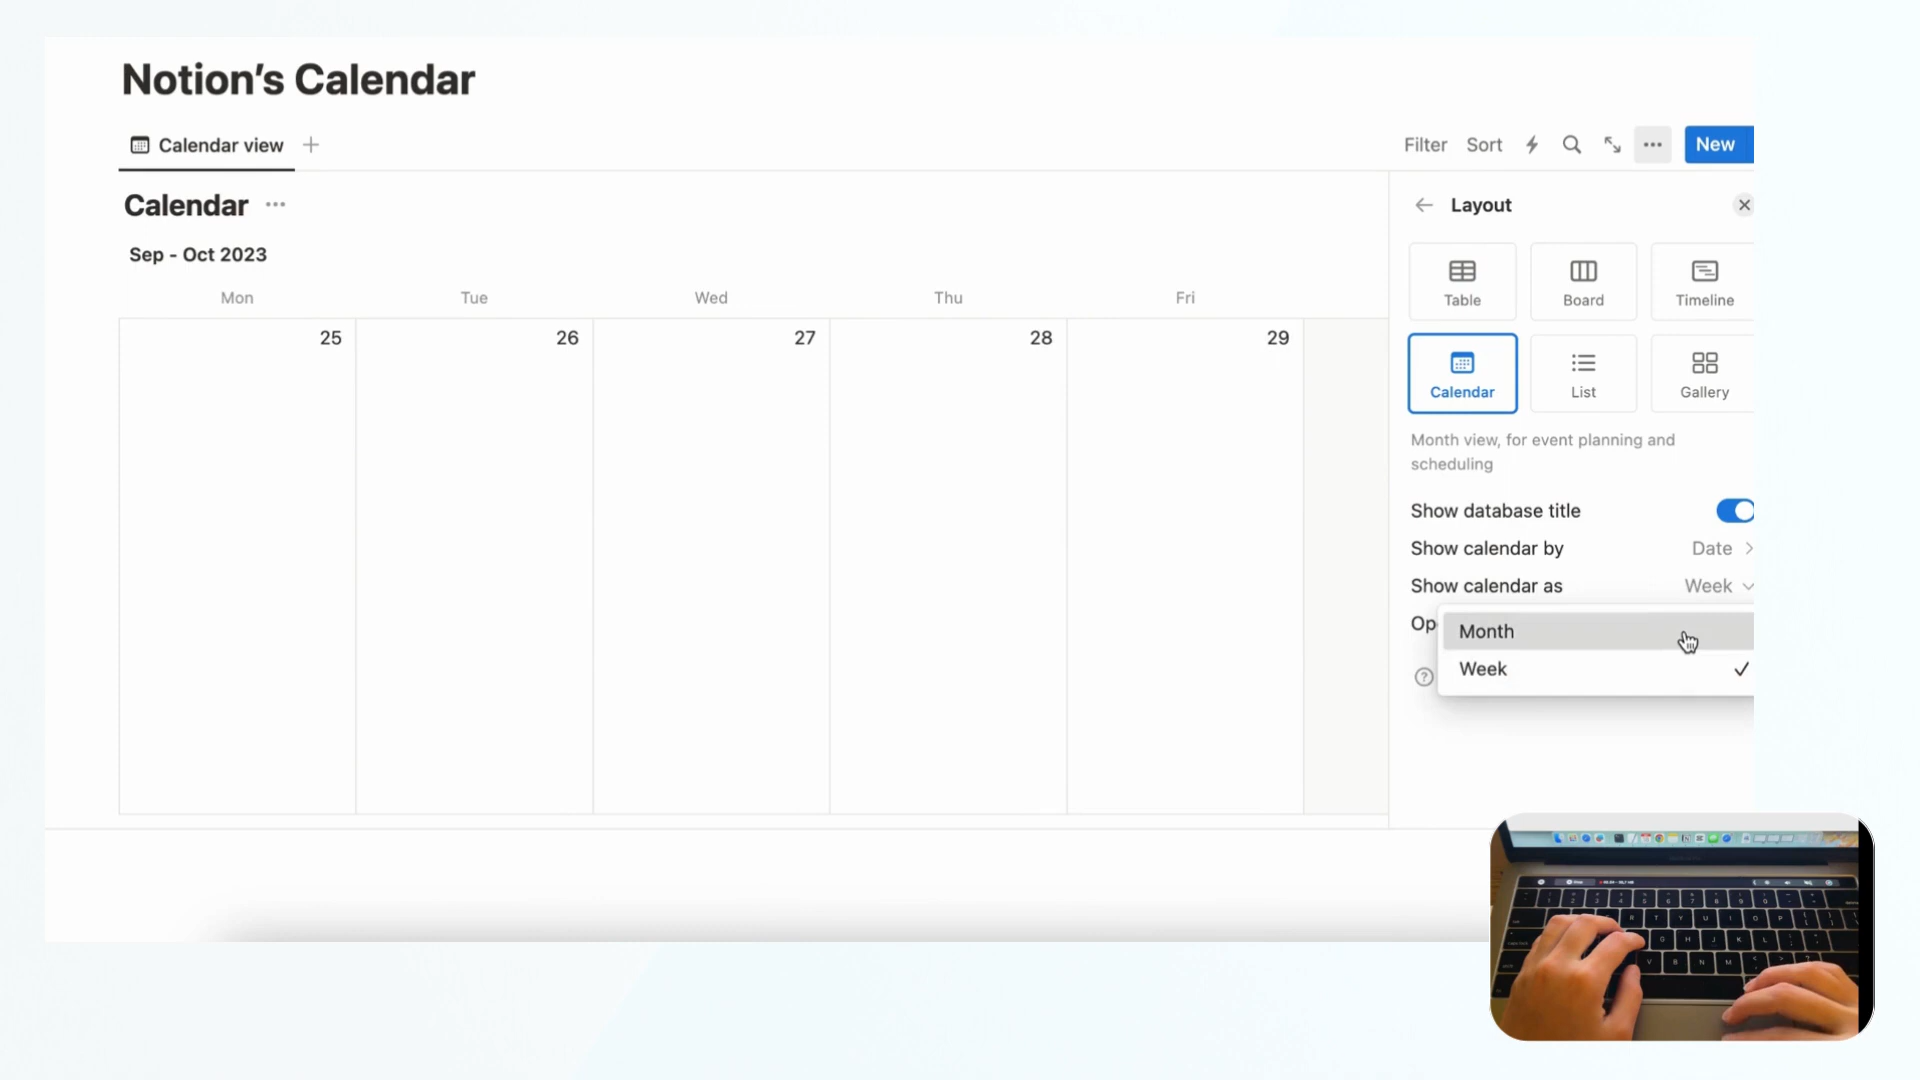 Notion's Calendar
Calendar view
Filter Sort New
Calendar
Layout
Sep - Oct 2023
Mon Tue Wed Thu Fri
25 26 27 28 29
Table Board Timeline
Calendar List Gallery
Month view, for event planning and
scheduling
Show database title
Show calendar by Date
Show calendar as Week
Op
Month
Week